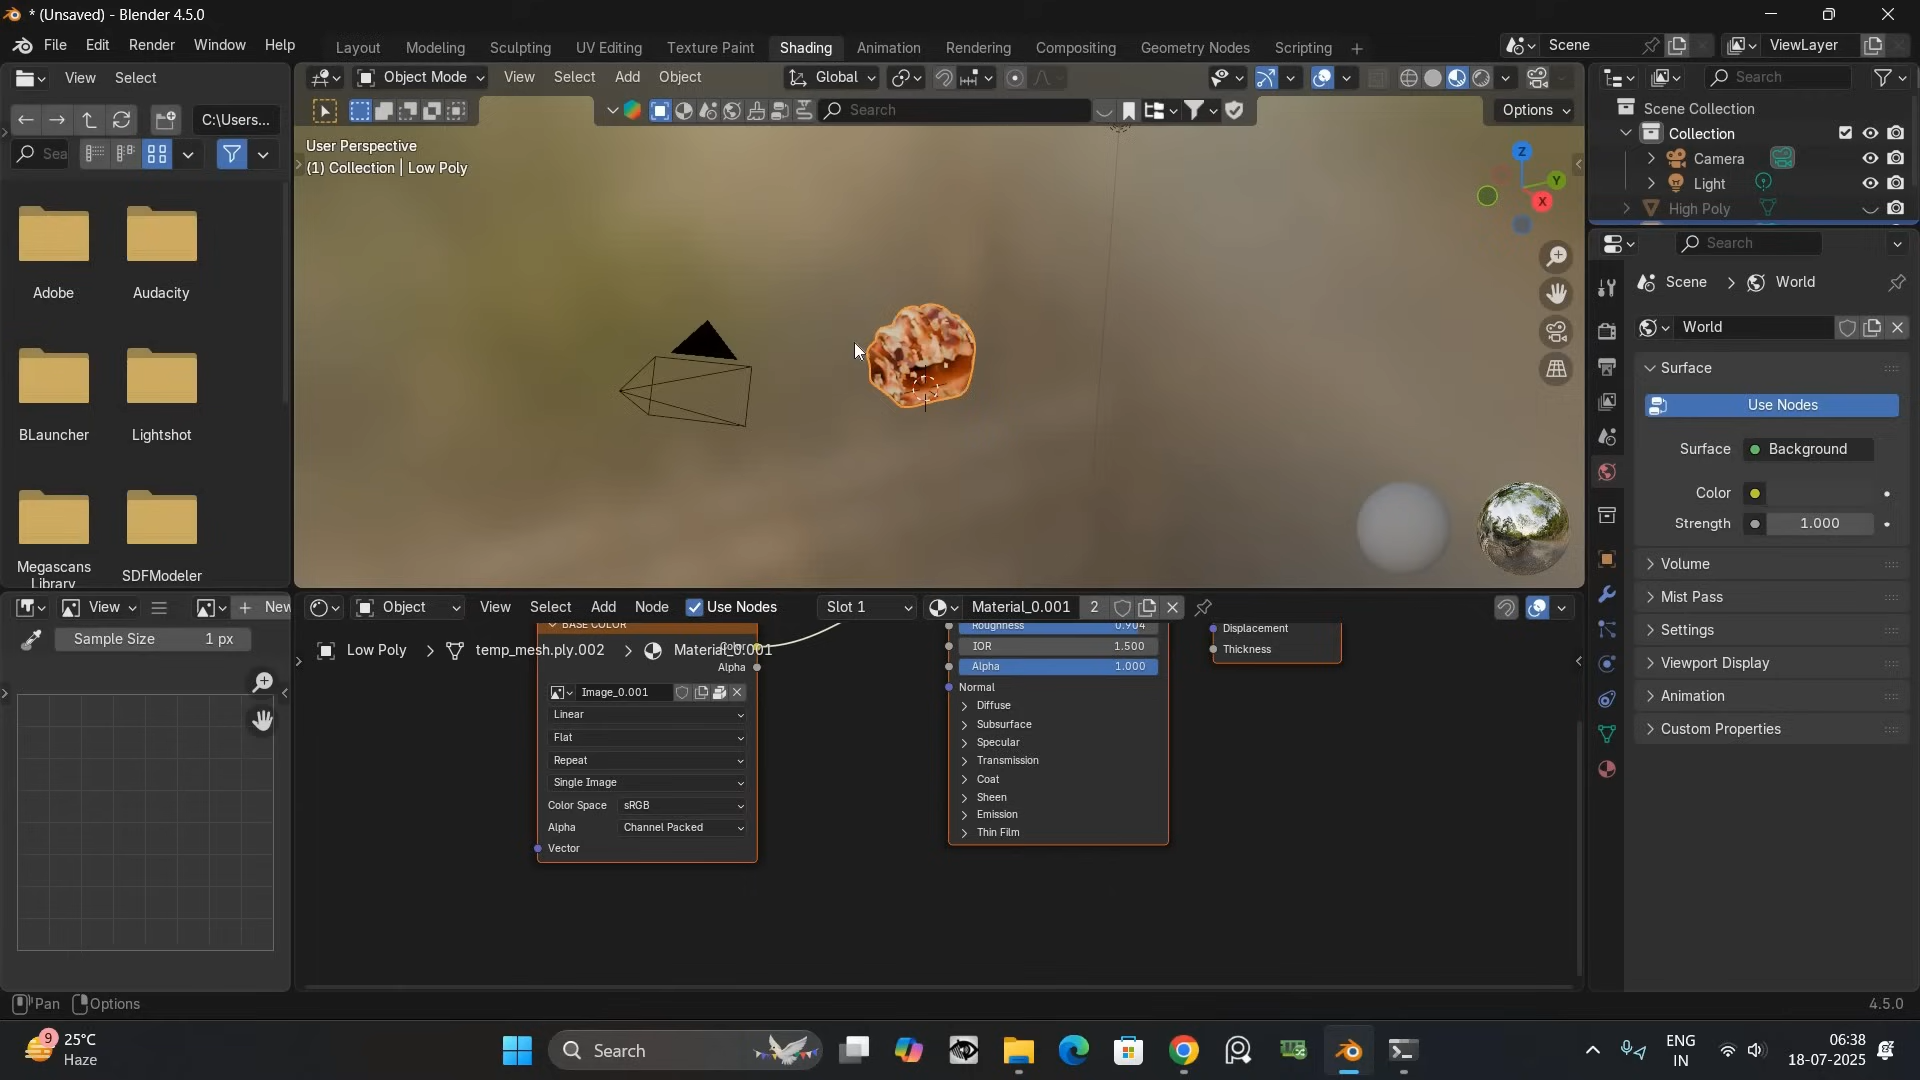 * (Unsaved) - Blender 4.5.0
File Edit Render Window Help
Layout Modeling Sculpting UV Editing Texture Paint Shading Animation Rendering Compositing Geometry Nodes Scripting +
Scene
ViewLayer
View Select
Object Mode View Select Add Object
Global
Search
C:\Users...
Search
Options
Sea
User Perspective
(1) Collection | Low Poly
Z
Y
X
Adobe
Audacity
BLauncher
Lightshot
Megascans
Library
SDFModeler
Scene Collection
Collection
Camera
Light
High Poly
Search
Scene > World
World
Surface
Use Nodes
Surface Background
Color
Strength 1.000
Volume
Mist Pass
Settings
Viewport Display
Animation
Custom Properties
View
New
Sample Size 1 px
Object View Select Add Node Use Nodes
Slot 1
Material_0.001 2
Low Poly > temp_mesh.ply.002 > Material_0.001
BASE COLOR
Color
Alpha
Image_0.001
Linear
Flat
Repeat
Single Image
Color Space sRGB
Alpha Channel Packed
Vector
Roughness 0.904
IOR 1.500
Alpha 1.000
Normal
Diffuse
Subsurface
Specular
Transmission
Coat
Sheen
Emission
Thin Film
Displacement
Thickness
Pan Options
4.5.0
9
25°C
Haze
Search
ENG
IN
06:38
18-07-2025